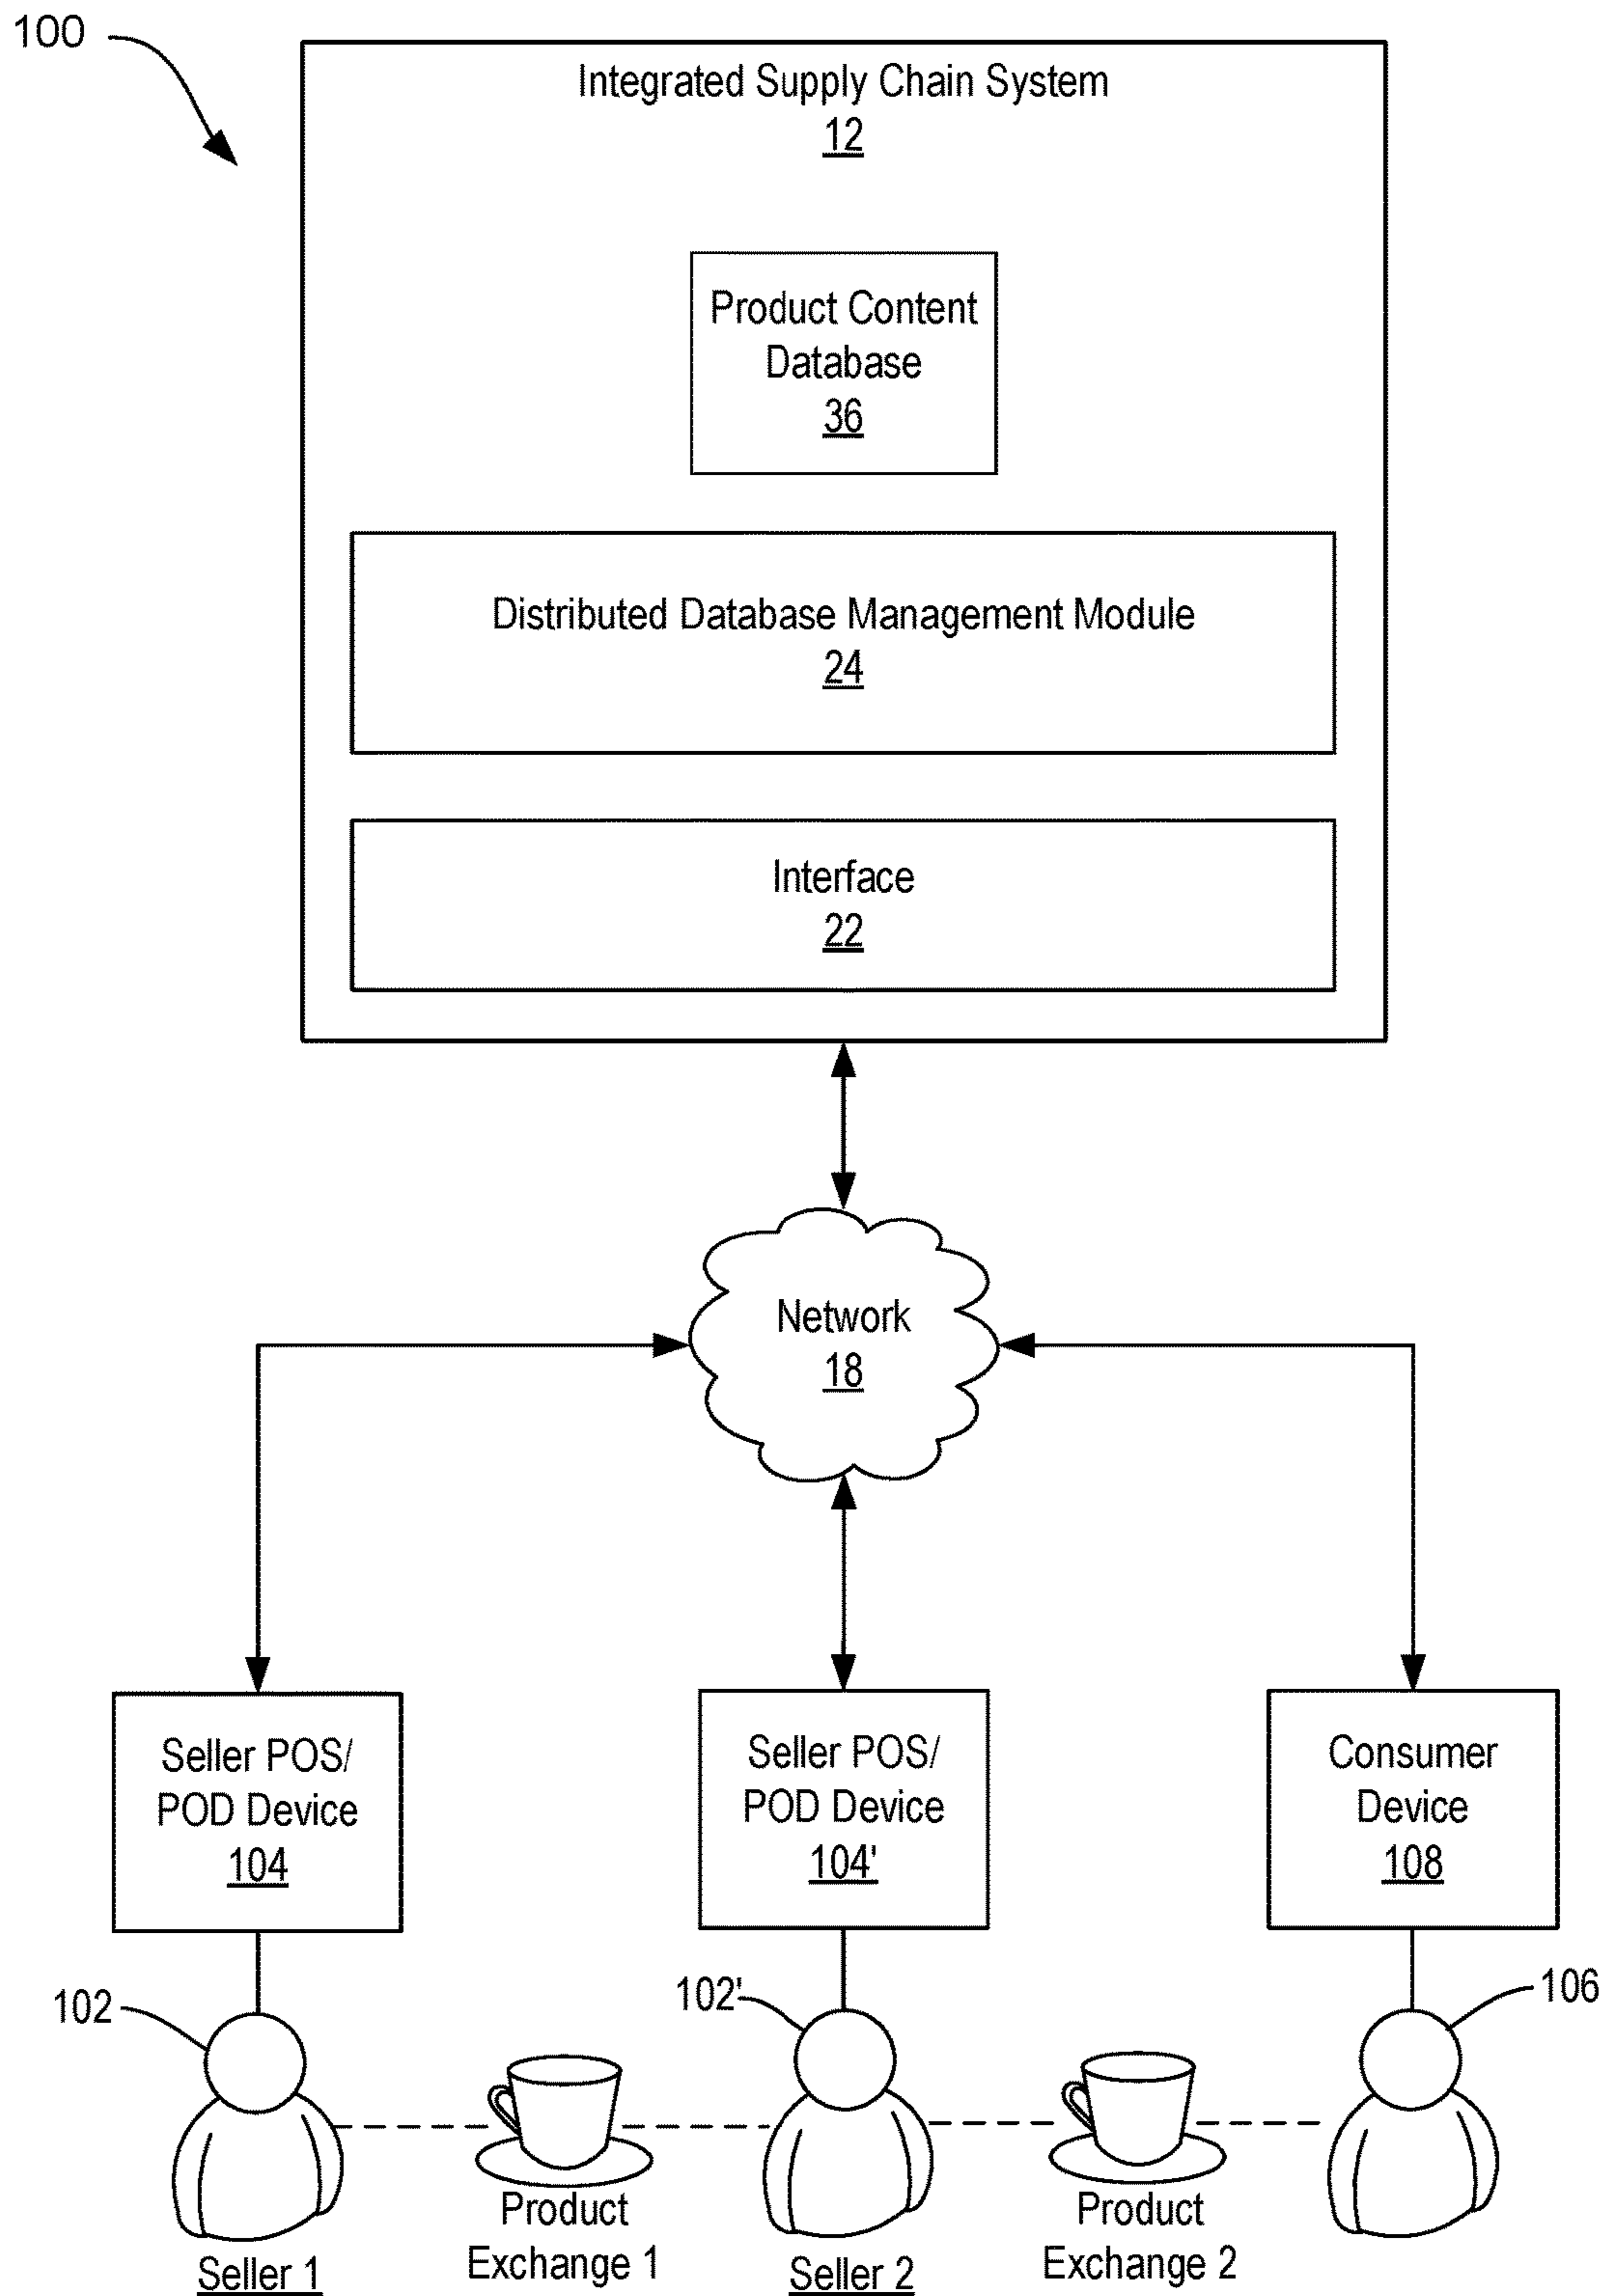 100
Integrated Supply Chain System
12
Product Content
Database
36
Distributed Database Management Module
24
Interface
22
Network
18
Seller POS/
POD Device
104
Seller POS/
POD Device
104'
Consumer
Device
108
102
102'
106
Product
Exchange 1
Product
Exchange 2
Seller 1
Seller 2